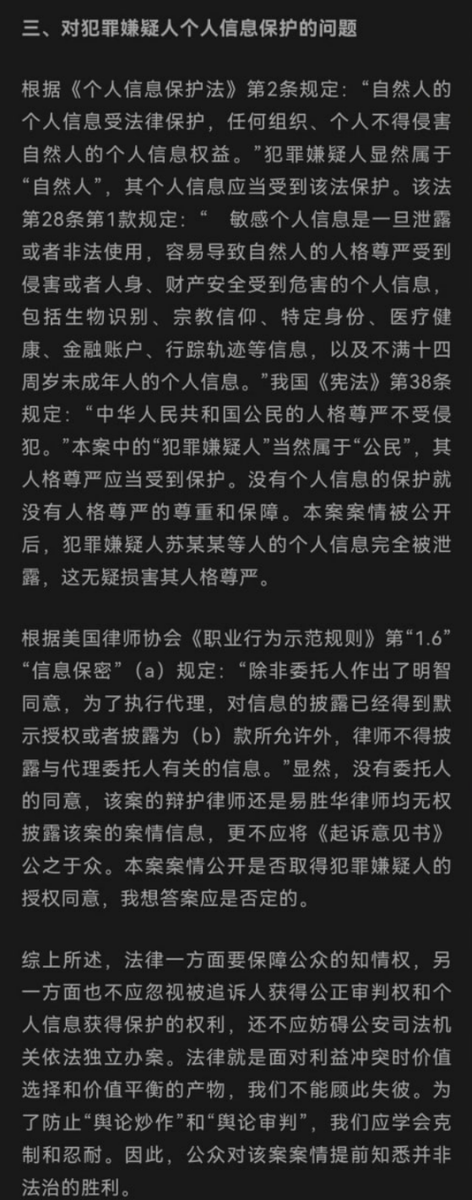 三、对犯罪嫌疑人个人信息保护的问题
根据《个人信息保护法》第2条规定：“自然人的
个人信息受法律保护，任何组织、个人不得侵害
自然人的个人信息权益。”犯罪嫌疑人显然属于
“自然人”，其个人信息应当受到该法保护。该法
第28条第1款规定：“　敏感个人信息是一旦泄露
或者非法使用，容易导致自然人的人格尊严受到
侵害或者人身、财产安全受到危害的个人信息，
包括生物识别、宗教信仰、特定身份、医疗健
康、金融账户、行踪轨迹等信息，以及不满十四
周岁未成年人的个人信息。”我国《宪法》第38条
规定：“中华人民共和国公民的人格尊严不受侵
犯。”本案中的“犯罪嫌疑人”当然属于“公民”，其
人格尊严应当受到保护。没有个人信息的保护就
没有人格尊严的尊重和保障。本案案情被公开
后，犯罪嫌疑人苏某某等人的个人信息完全被泄
露，这无疑损害其人格尊严。
根据美国律师协会《职业行为示范规则》第“1.6”
“信息保密”（a）规定：“除非委托人作出了明智
同意，为了执行代理，对信息的披露已经得到默
示授权或者披露为（b）款所允许外，律师不得披
露与代理委托人有关的信息。”显然，没有委托人
的同意，该案的辩护律师还是易胜华律师均无权
披露该案的案情信息，更不应将《起诉意见书》
公之于众。本案案情公开是否取得犯罪嫌疑人的
授权同意，我想答案应是否定的。
综上所述，法律一方面要保障公众的知情权，另
一方面也不应忽视被追诉人获得公正审判权和个
人信息获得保护的权利，还不应妨碍公安司法机
关依法独立办案。法律就是面对利益冲突时价值
选择和价值平衡的产物，我们不能顾此失彼。为
了防止“舆论炒作”和“舆论审判”，我们应学会克
制和忍耐。因此，公众对该案案情提前知悉并非
法治的胜利。